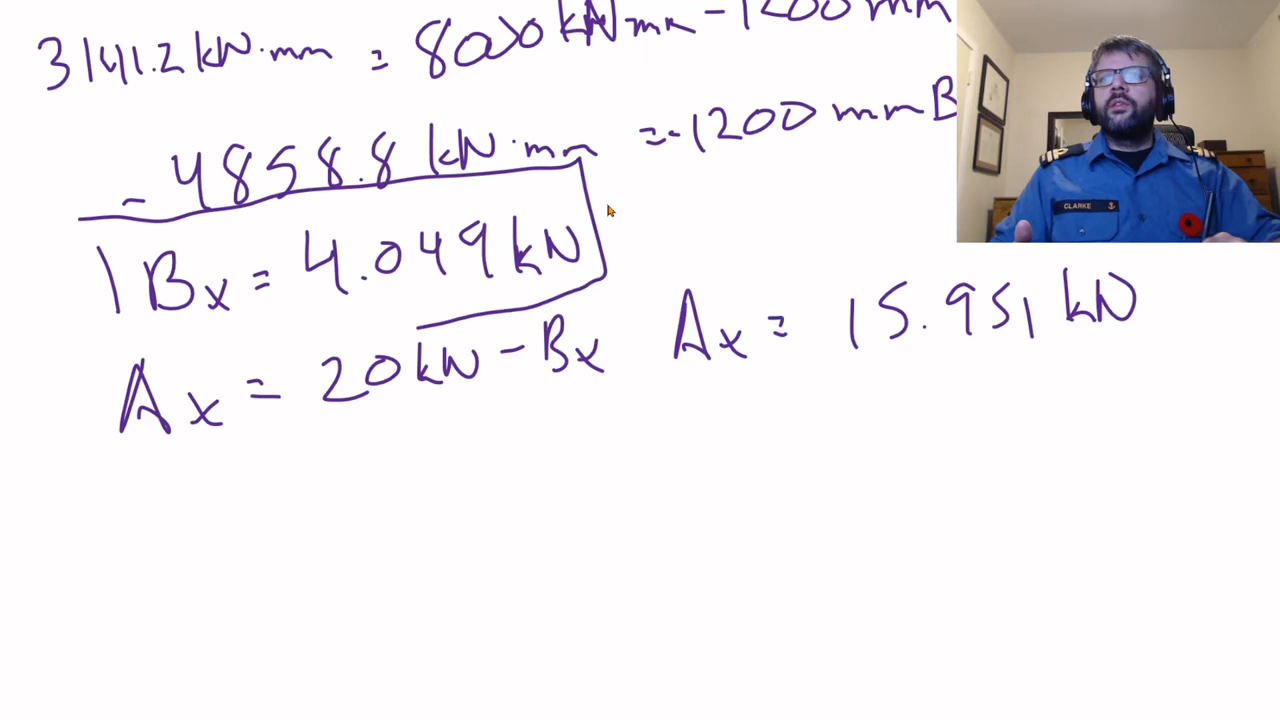 3141.2 kN·mm = 8000 kN mm - 1200 mm
- 4858.8 kN·mm = - 1200 mm B
CLARKE
Bx = 4.049 kN
Ax = 20 kN - Bx Ax = 15.951 kN